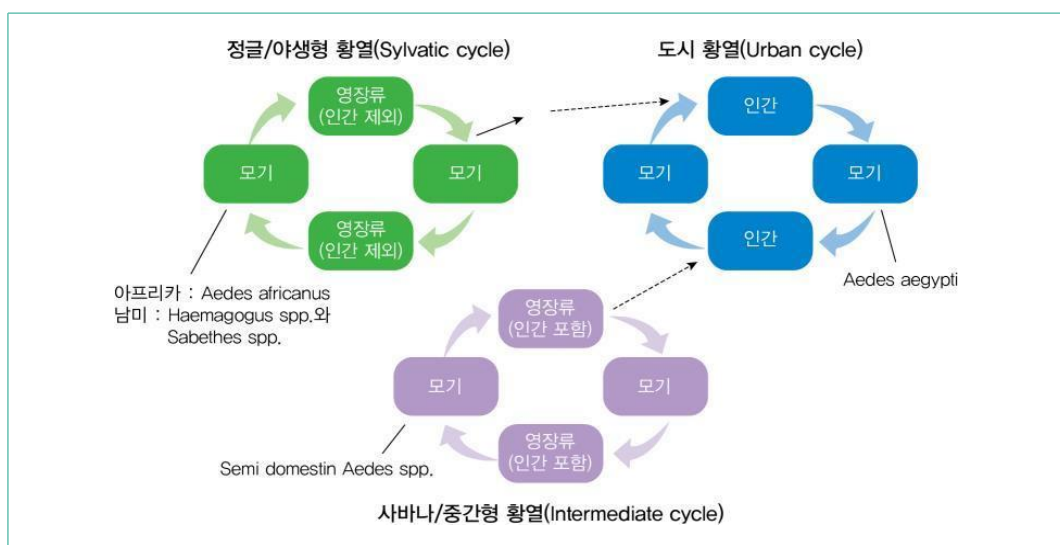 정글/야생형 황열(Sylvatic cycle)
영장류
(인간 제외)
모기
모기
영장류
(인간 제외)
아프리카 : Aedes africanus
남미 : Haemagogus spp.와
Sabethes spp.
도시 황열(Urban cycle)
인간
모기
모기
인간
Aedes aegypti
영장류
(인간 포함)
모기
모기
영장류
(인간 포함)
Semi domestin Aedes spp.
사바나/중간형 황열(Intermediate cycle)